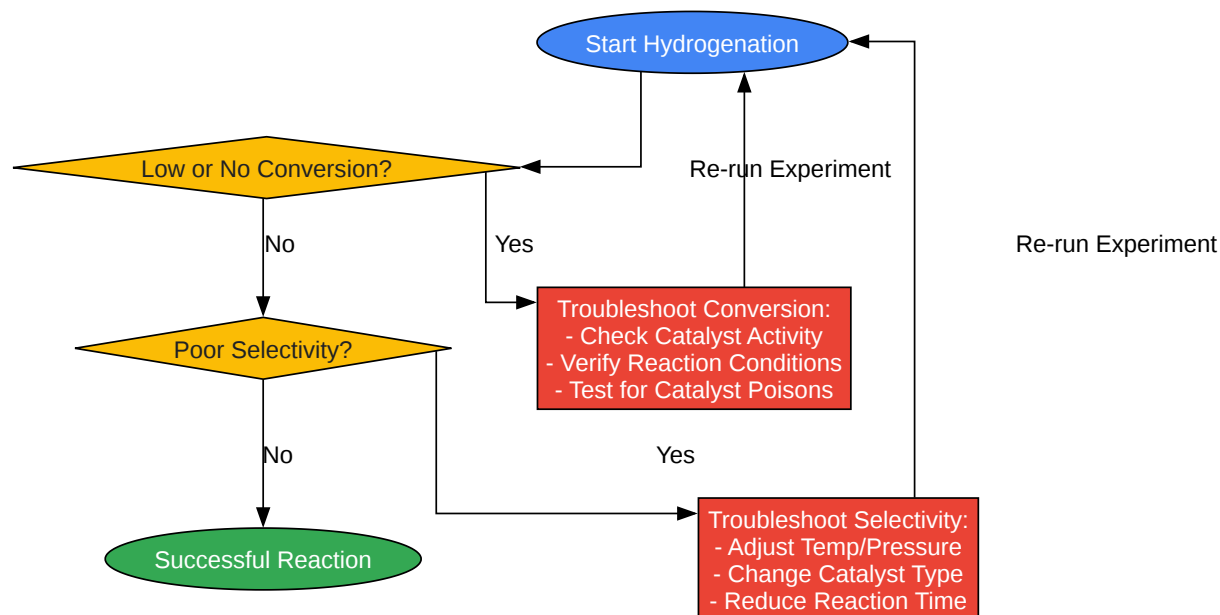 Start Hydrogenation
Low or No Conversion?
Re-run Experiment
No
Yes
Re-run Experiment
Troubleshoot Conversion:
- Check Catalyst Activity
- Verify Reaction Conditions
- Test for Catalyst Poisons
Poor Selectivity?
No
Yes
Successful Reaction
Troubleshoot Selectivity:
- Adjust Temp/Pressure
- Change Catalyst Type
- Reduce Reaction Time